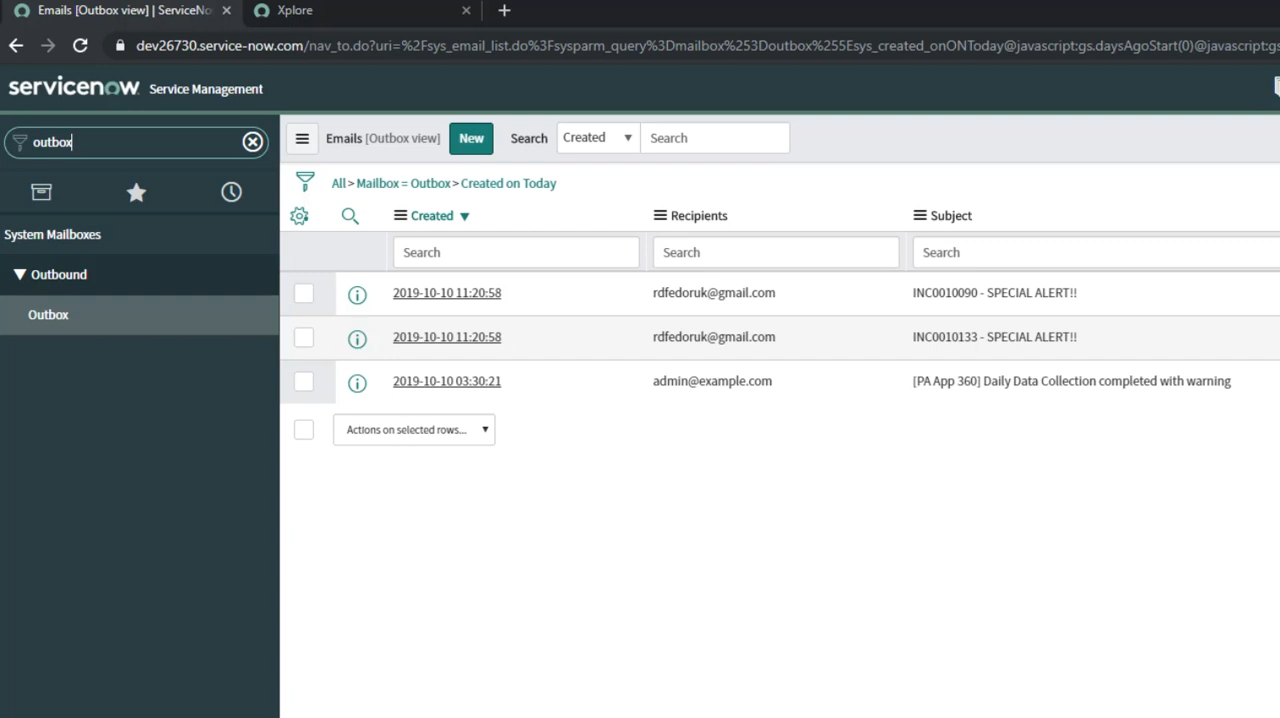 Emails [Outbox view] | ServiceNo
Xplore
dev26730.service-now.com/nav_to.do?uri=%2Fsys_email_list.do%3Fsysparm_query%3Dmailbox%253Doutbox%255Esys_created_onONToday@javascript:gs.daysAgoStart(0)@javascript:gs
servicenow Service Management
outbox
Emails [Outbox view] New Search Created Search
All > Mailbox = Outbox > Created on Today
Created Recipients Subject
System Mailboxes
Search Search Search
Outbound
2019-10-10 11:20:58 rdfedoruk@gmail.com INC0010090 - SPECIAL ALERT!!
Outbox
2019-10-10 11:20:58 rdfedoruk@gmail.com INC0010133 - SPECIAL ALERT!!
2019-10-10 03:30:21 admin@example.com [PA App 360] Daily Data Collection completed with warning
Actions on selected rows...